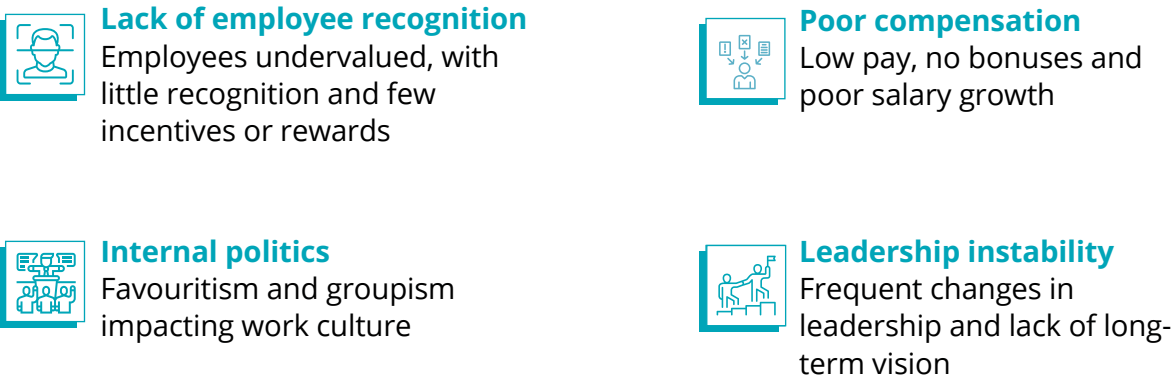 Lack of employee recognition
Employees undervalued, with
little recognition and few
incentives or rewards
Poor compensation
Low pay, no bonuses and
poor salary growth
Internal politics
Favouritism and groupism
impacting work culture
Leadership instability
Frequent changes in
leadership and lack of long-
term vision